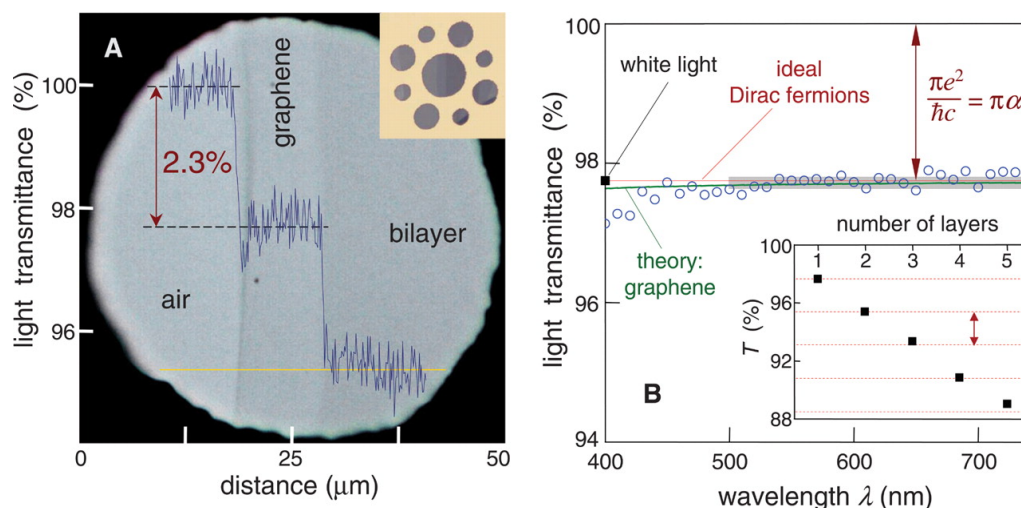 A
light transmittance (%)
100
98
96
2.3%
graphene
air
bilayer
0
25
50
distance (μm)
light transmittance (%)
100
98
96
94
white light
ideal
Dirac fermions
πe²/ℏc = πα
theory:
graphene
B
number of layers
1 2 3 4 5
T (%)
100
96
92
88
400 500 600 700
wavelength λ (nm)